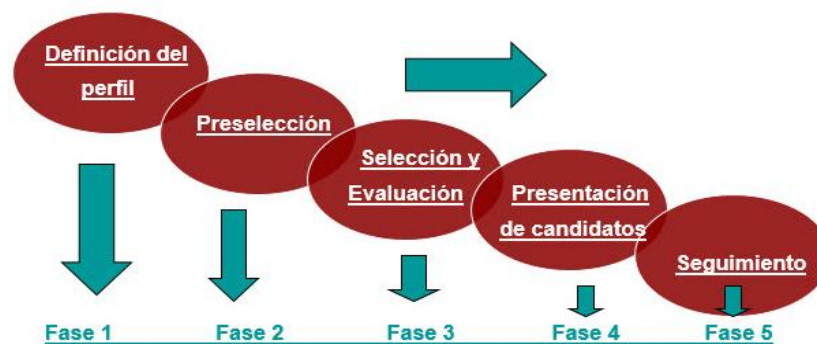 Definición del
perfil
Preselección
Selección y
Evaluación
Presentación
de candidatos
Seguimiento
Fase 1 Fase 2 Fase 3 Fase 4 Fase 5